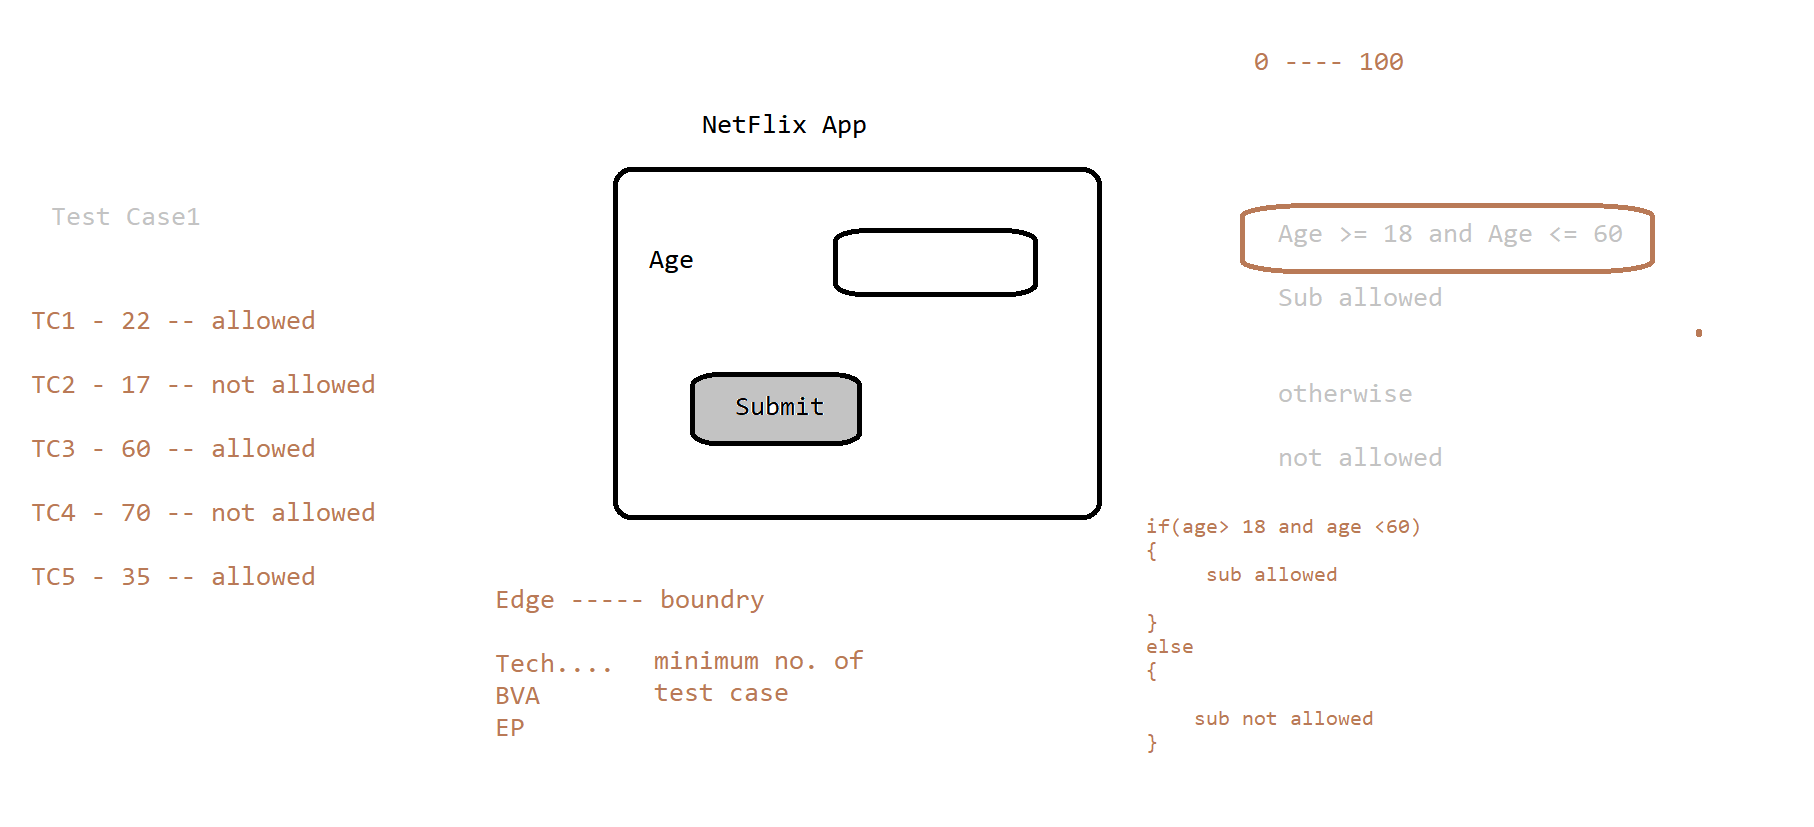 0 ---- 100
NetFlix App
Test Case1
Age
Submit
TC1 - 22 -- allowed
TC2 - 17 -- not allowed
TC3 - 60 -- allowed
TC4 - 70 -- not allowed
TC5 - 35 -- allowed
Edge ----- boundry
Tech....
BVA
EP
minimum no. of
test case
Age >= 18 and Age <= 60
Sub allowed
otherwise
not allowed
if(age> 18 and age <60)
{
sub allowed
}
else
{
sub not allowed
}